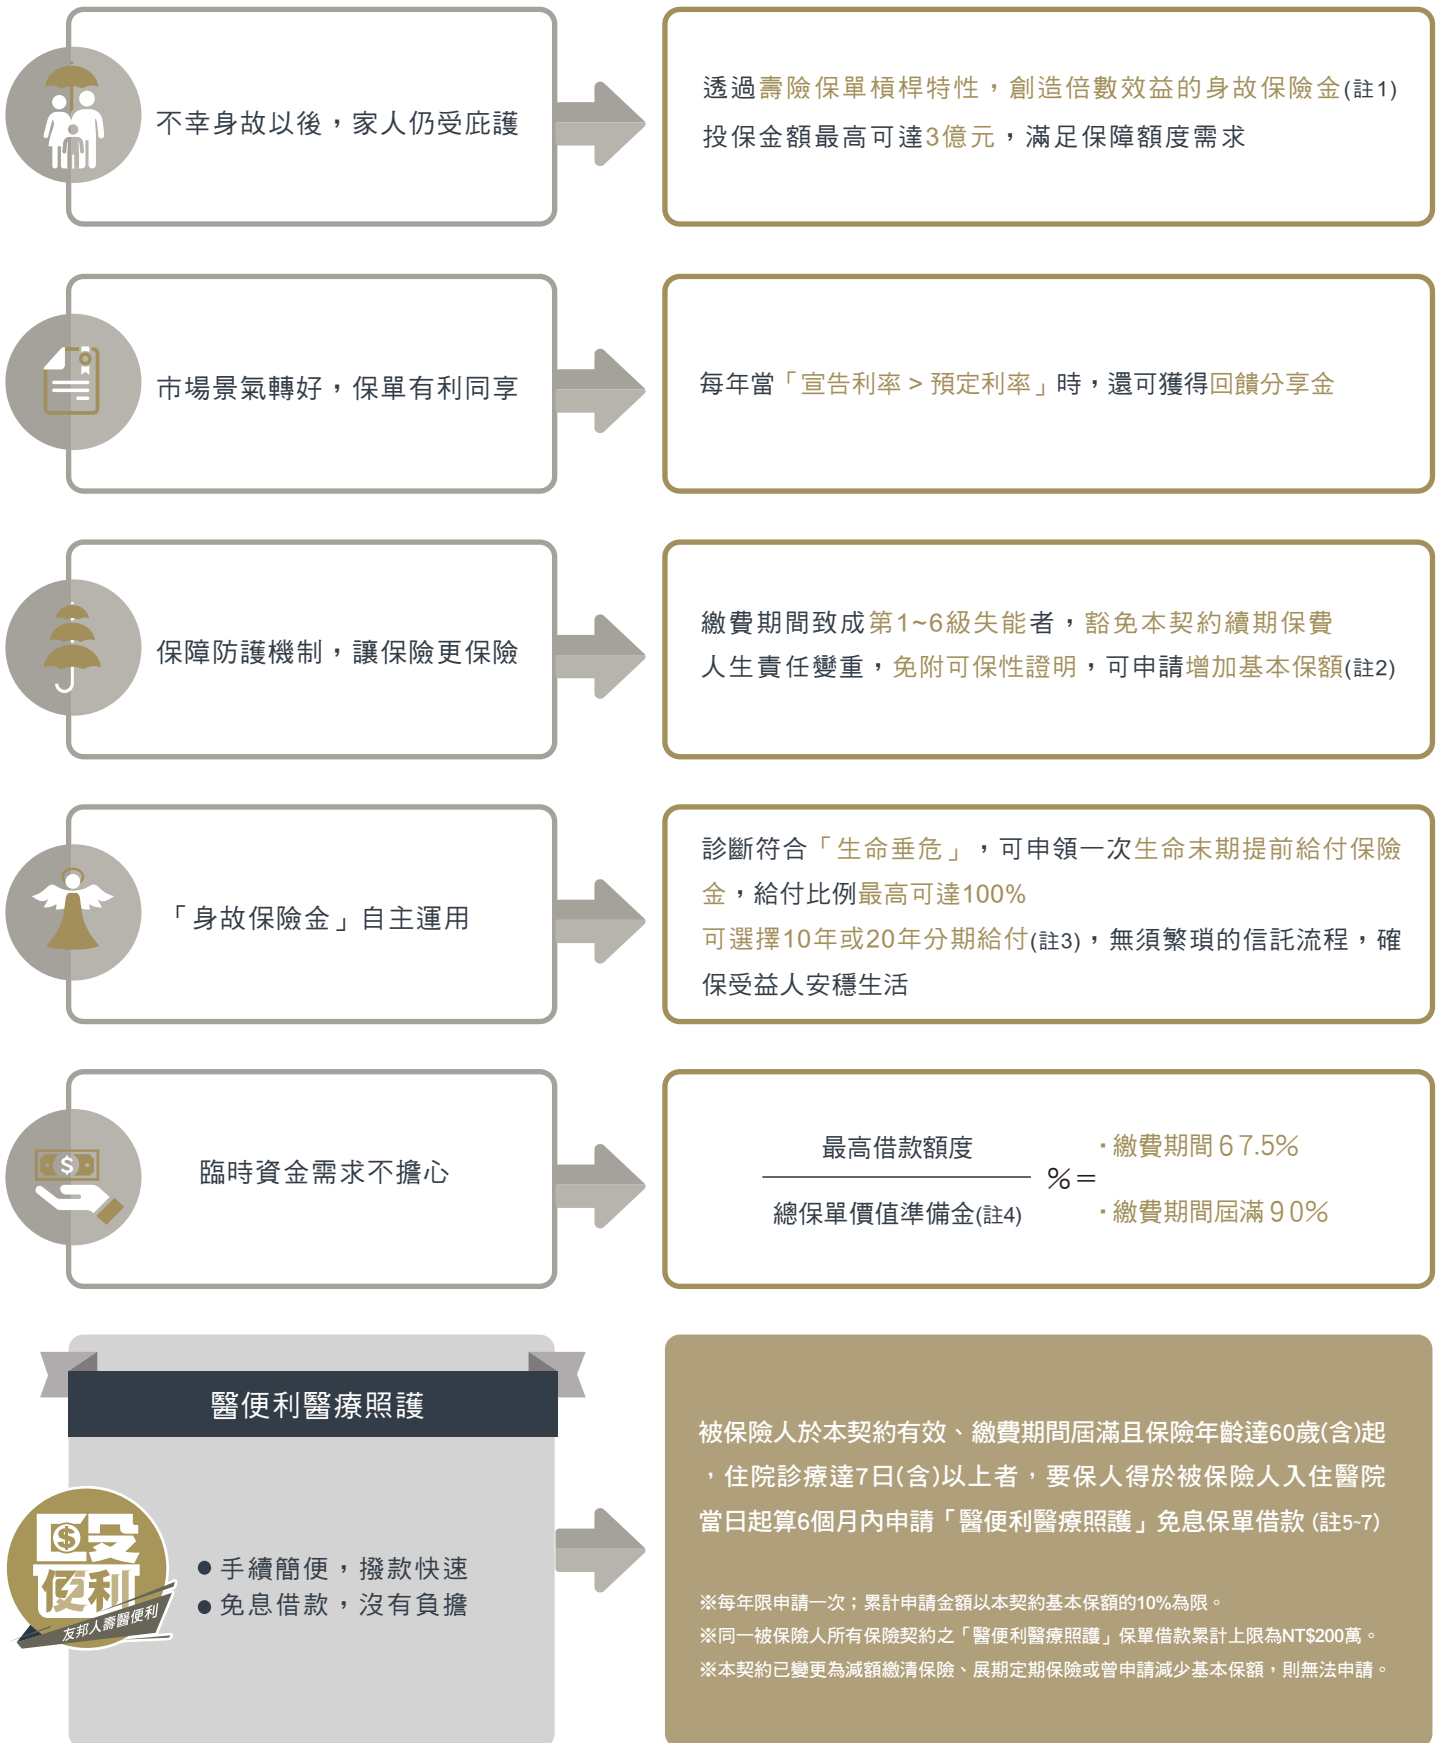 不幸身故以後，家人仍受庇護
透過壽險保單槓桿特性，創造倍數效益的身故保險金(註1)
投保金額最高可達3億元，滿足保障額度需求
市場景氣轉好，保單有利同享
每年當「宣告利率 > 預定利率」時，還可獲得回饋分享金
保障防護機制，讓保險更保險
繳費期間致成第1~6級失能者，豁免本契約續期保費
人生責任變重，免附可保性證明，可申請增加基本保額(註2)
「身故保險金」自主運用
診斷符合「生命垂危」，可申領一次生命末期提前給付保險
金，給付比例最高可達100%
可選擇10年或20年分期給付(註3)，無須繁瑣的信託流程，確
保受益人安穩生活
臨時資金需求不擔心
最高借款額度
總保單價值準備金(註4)
%＝
·繳費期間67.5%
·繳費期間屆滿90%
醫便利醫療照護
醫
便利
友邦人壽醫便利
●手續簡便，撥款快速
●免息借款，沒有負擔
被保險人於本契約有效、繳費期間屆滿且保險年齡達60歲(含)起
，住院診療達7日(含)以上者，要保人得於被保險人入住醫院
當日起算6個月內申請「醫便利醫療照護」免息保單借款 (註5~7)
※每年限申請一次；累計申請金額以本契約基本保額的10%為限。
※同一被保險人所有保險契約之「醫便利醫療照護」保單借款累計上限為NT$200萬。
※本契約已變更為減額繳清保險、展期定期保險或曾申請減少基本保額，則無法申請。